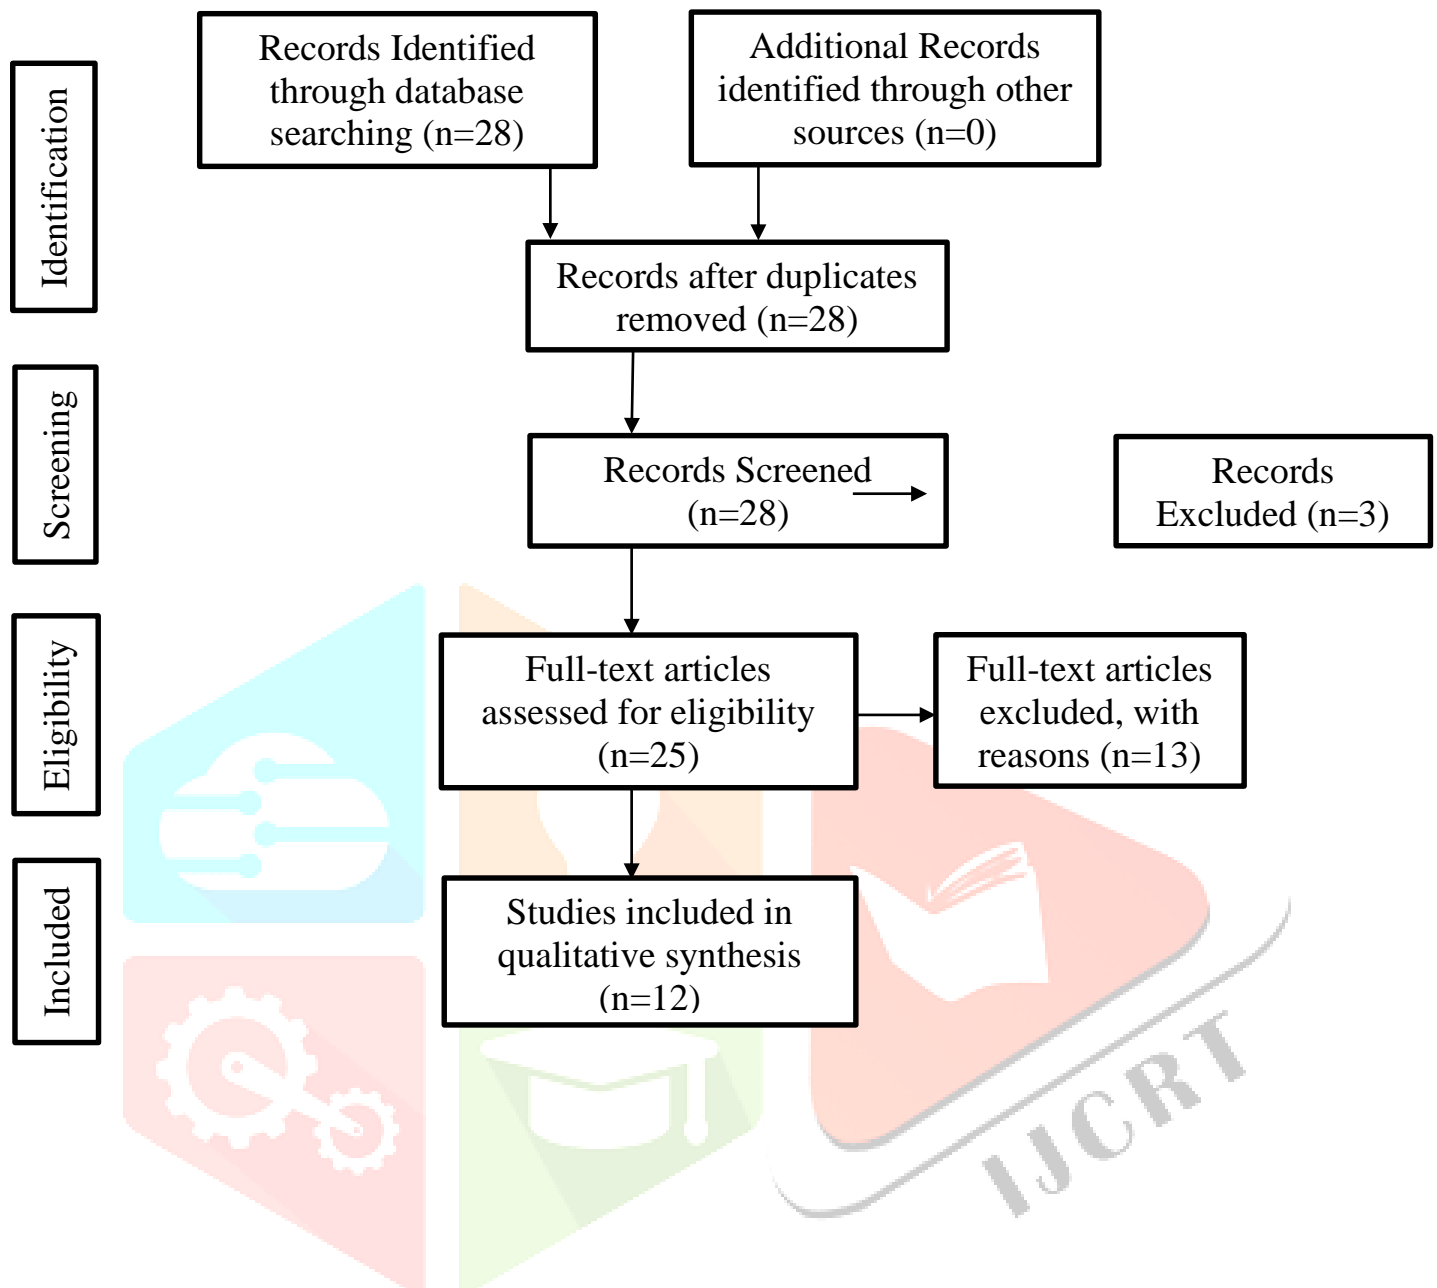 Identification
Records Identified
through database
searching (n=28)
Additional Records
identified through other
sources (n=0)
Records after duplicates
removed (n=28)
Screening
Records Screened
(n=28)
Records
Excluded (n=3)
Eligibility
Full-text articles
assessed for eligibility
(n=25)
Full-text articles
excluded, with
reasons (n=13)
Included
Studies included in
qualitative synthesis
(n=12)
IJCRT